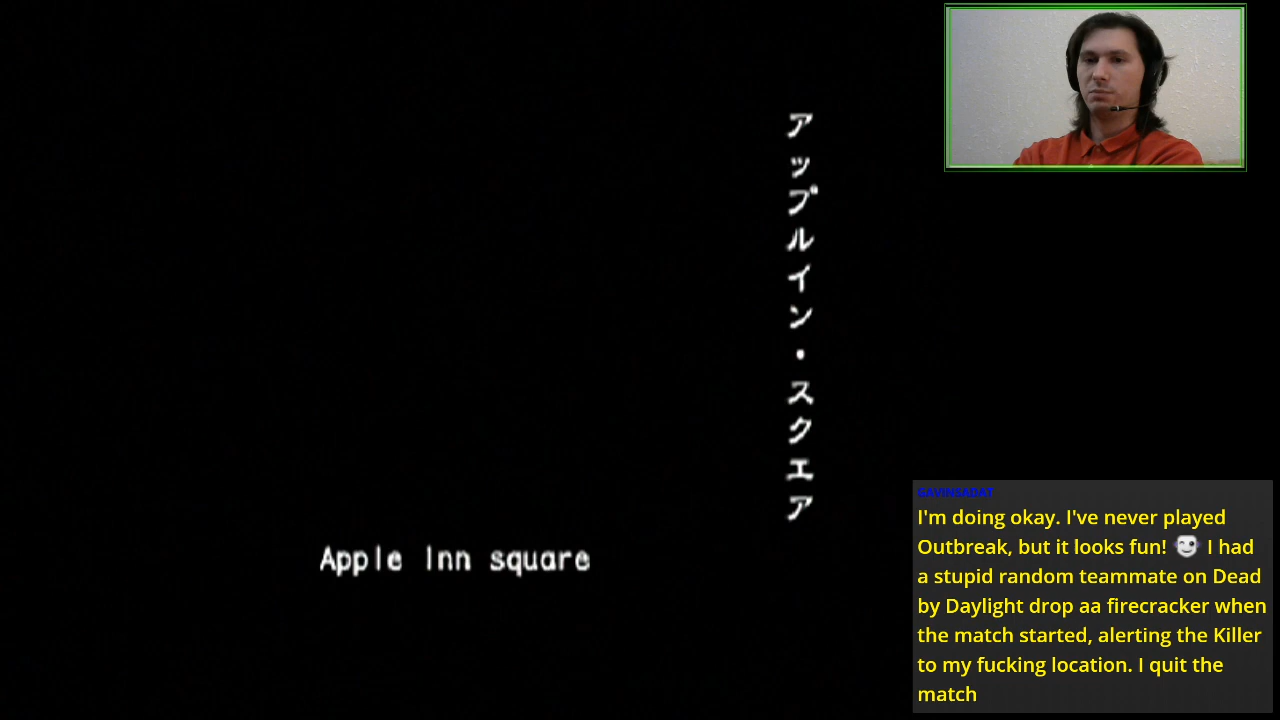 アップルイン・スクエア
Apple Inn square
GAVINSADAT
I'm doing okay. I've never played
Outbreak, but it looks fun! I had
a stupid random teammate on Dead
by Daylight drop aa firecracker when
the match started, alerting the Killer
to my fucking location. I quit the
match